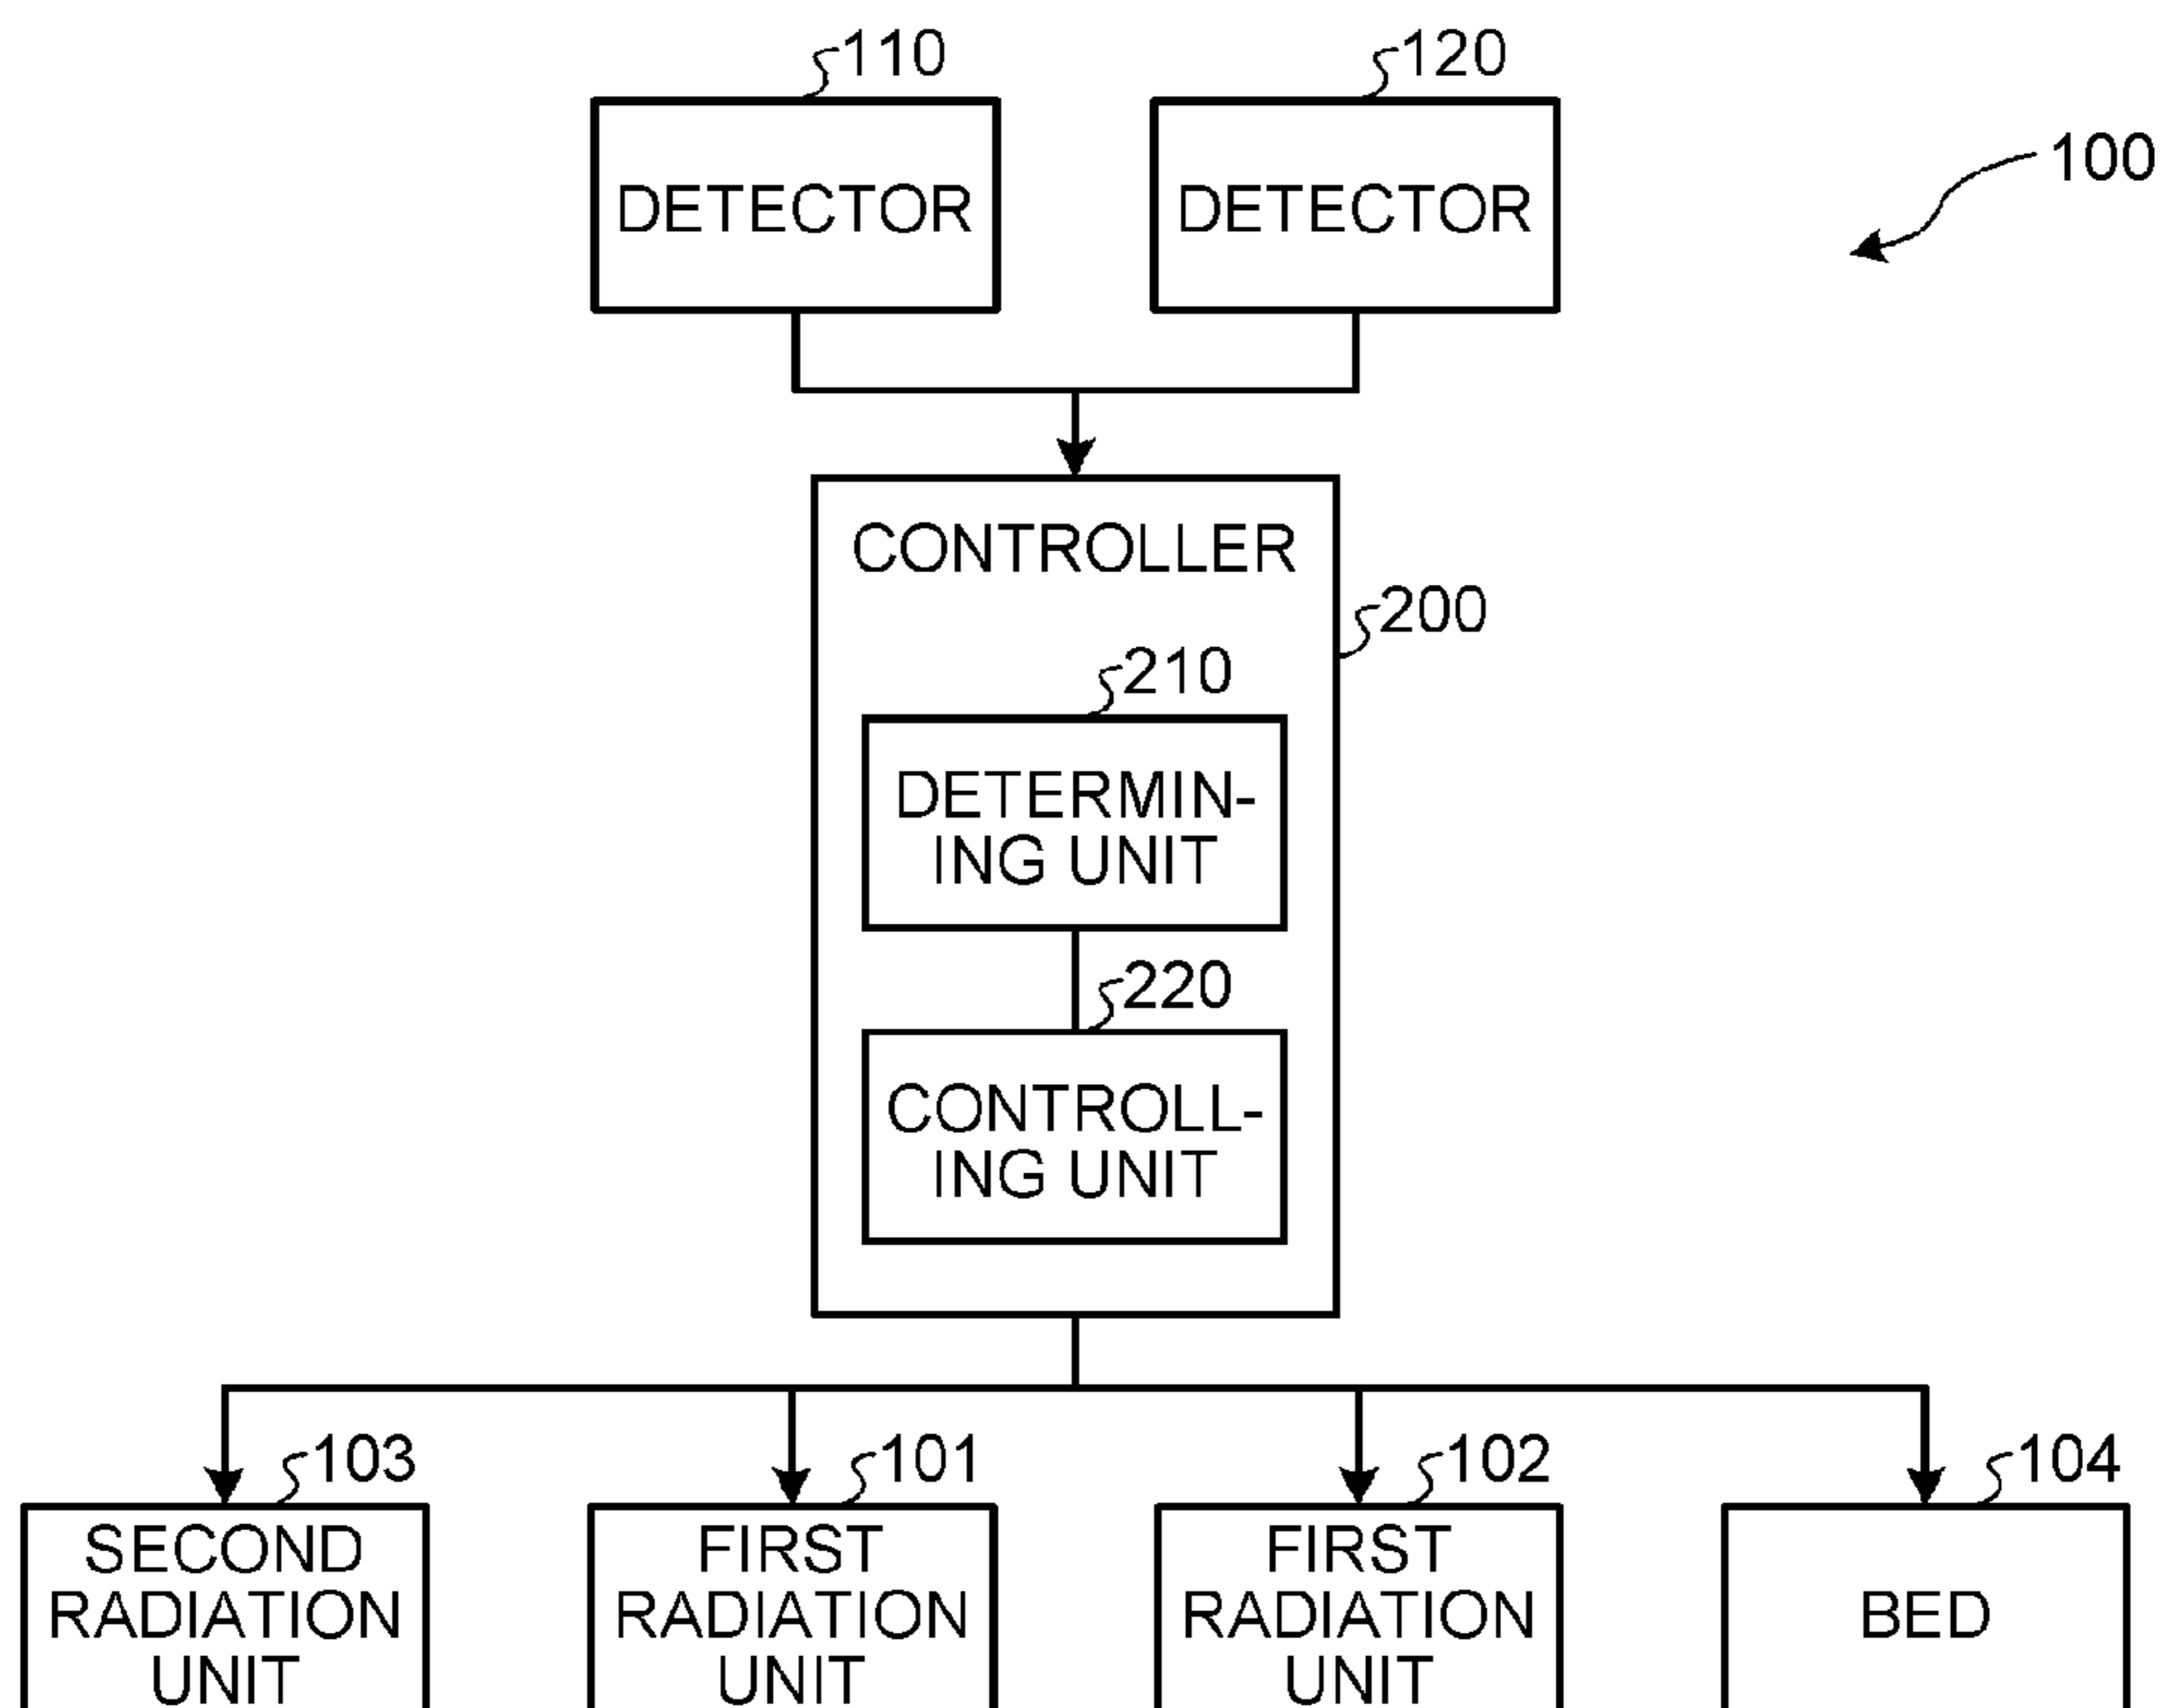 110
120
100
DETECTOR
DETECTOR
CONTROLLER
200
210
DETERMIN-
ING UNIT
220
CONTROLL-
ING UNIT
103
101
102
104
SECOND
RADIATION
UNIT
FIRST
RADIATION
UNIT
FIRST
RADIATION
UNIT
BED